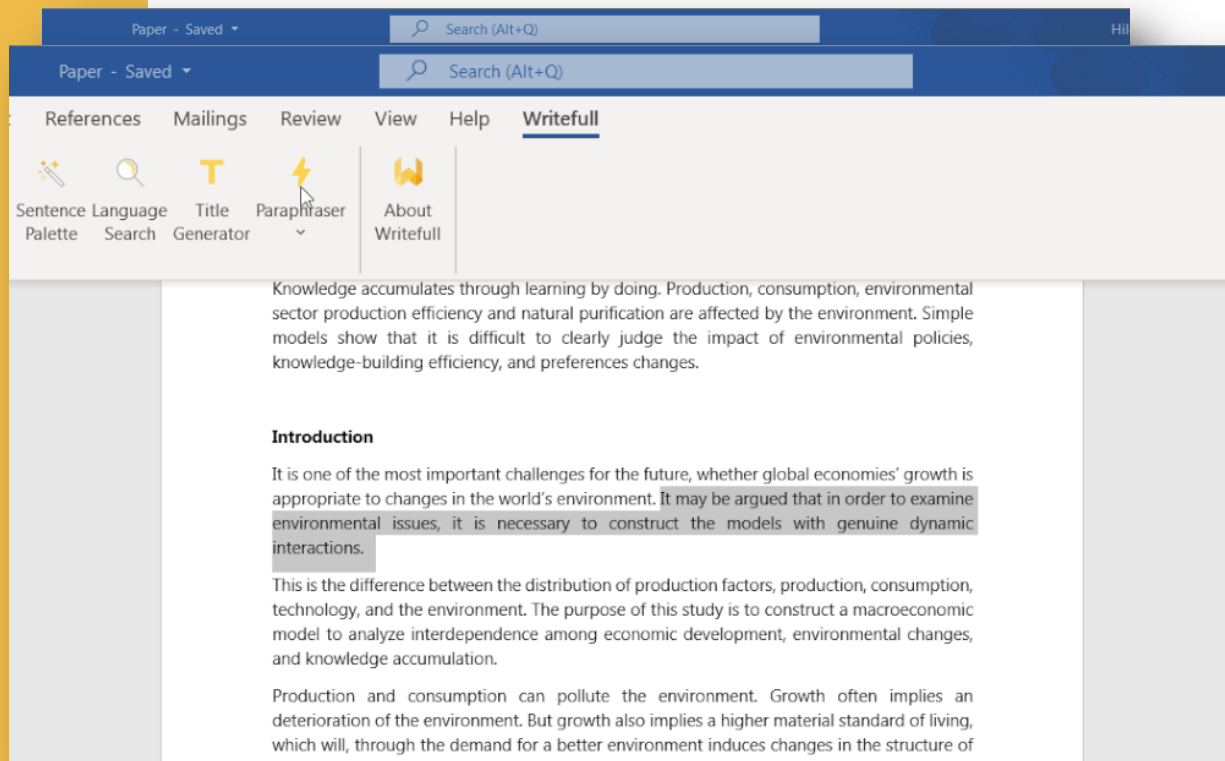 Paper - Saved
Search (Alt+Q)
Paper - Saved
Search (Alt+Q)
References Mailings Review View Help Writefull
Sentence Language Title Paraphraser About
Palette Search Generator Writefull
Knowledge accumulates through learning by doing. Production, consumption, environmental
sector production efficiency and natural purification are affected by the environment. Simple
models show that it is difficult to clearly judge the impact of environmental policies,
knowledge-building efficiency, and preferences changes.
Introduction
It is one of the most important challenges for the future, whether global economies’ growth is
appropriate to changes in the world’s environment. It may be argued that in order to examine
environmental issues, it is necessary to construct the models with genuine dynamic
interactions.
This is the difference between the distribution of production factors, production, consumption,
technology, and the environment. The purpose of this study is to construct a macroeconomic
model to analyze interdependence among economic development, environmental changes,
and knowledge accumulation.
Production and consumption can pollute the environment. Growth often implies an
deterioration of the environment. But growth also implies a higher material standard of living,
which will, through the demand for a better environment induces changes in the structure of